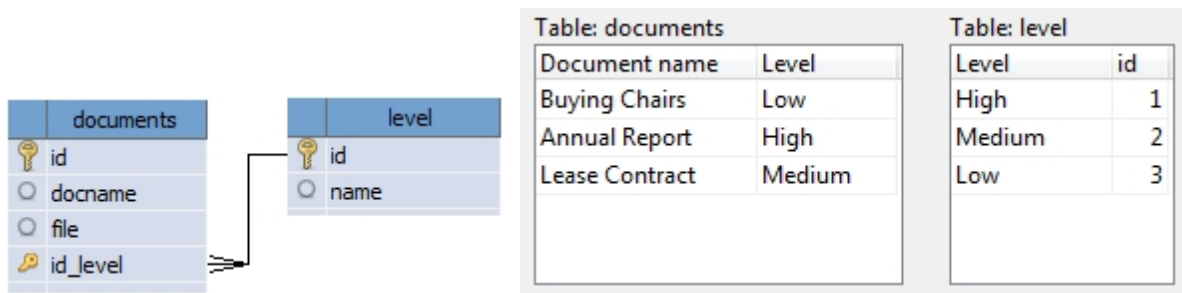 documents
id
docname
file
id_level
level
id
name
Table: documents
Document name Level
Buying Chairs Low
Annual Report High
Lease Contract Medium
Table: level
Level id
High 1
Medium 2
Low 3